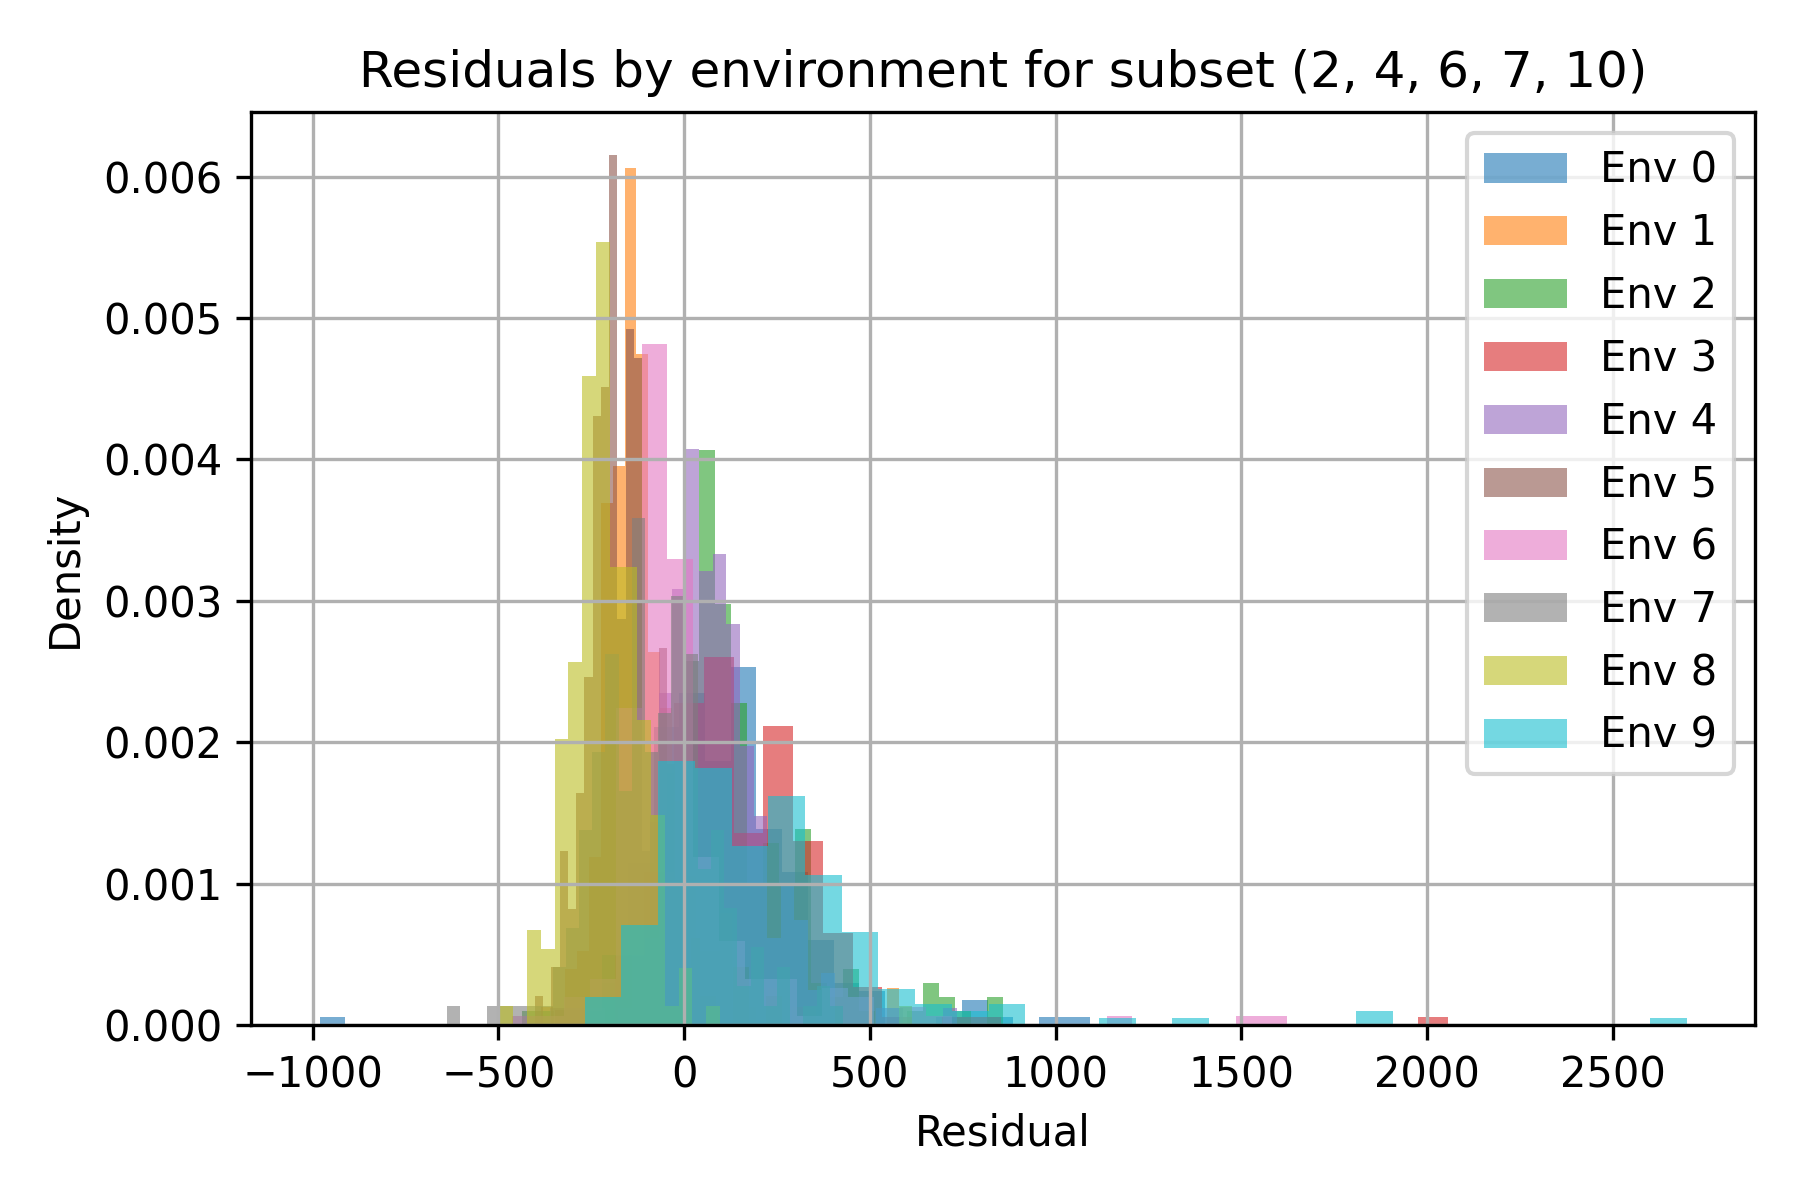 Residuals by environment for subset (2, 4, 6, 7, 10)
Density
0.006
0.005
0.004
0.003
0.002
0.001
0.000
−1000
−500
0
500
1000
1500
2000
2500
Residual
Env 0
Env 1
Env 2
Env 3
Env 4
Env 5
Env 6
Env 7
Env 8
Env 9